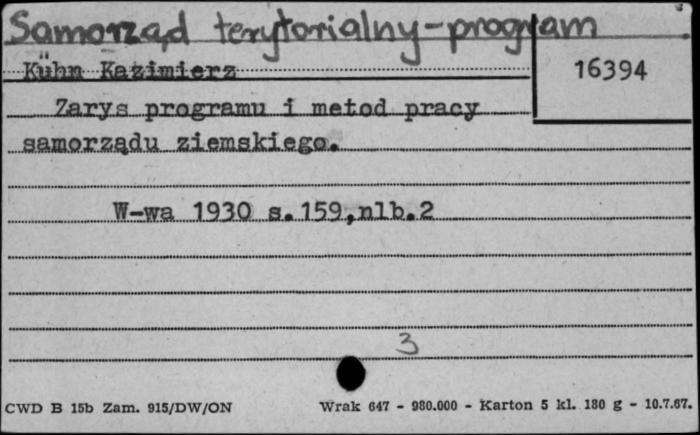 Samorząd terytorialny-program
Kühn Kazimierz
16394
Zarys programu i metod pracy
samorządu ziemskiego.
W-wa 1930 s.159,nlb.2
3
CWD B 15b Zam. 915/DW/ON Wrak 647 - 980.000 - Karton 5 kl. 180 g - 10.7.67.